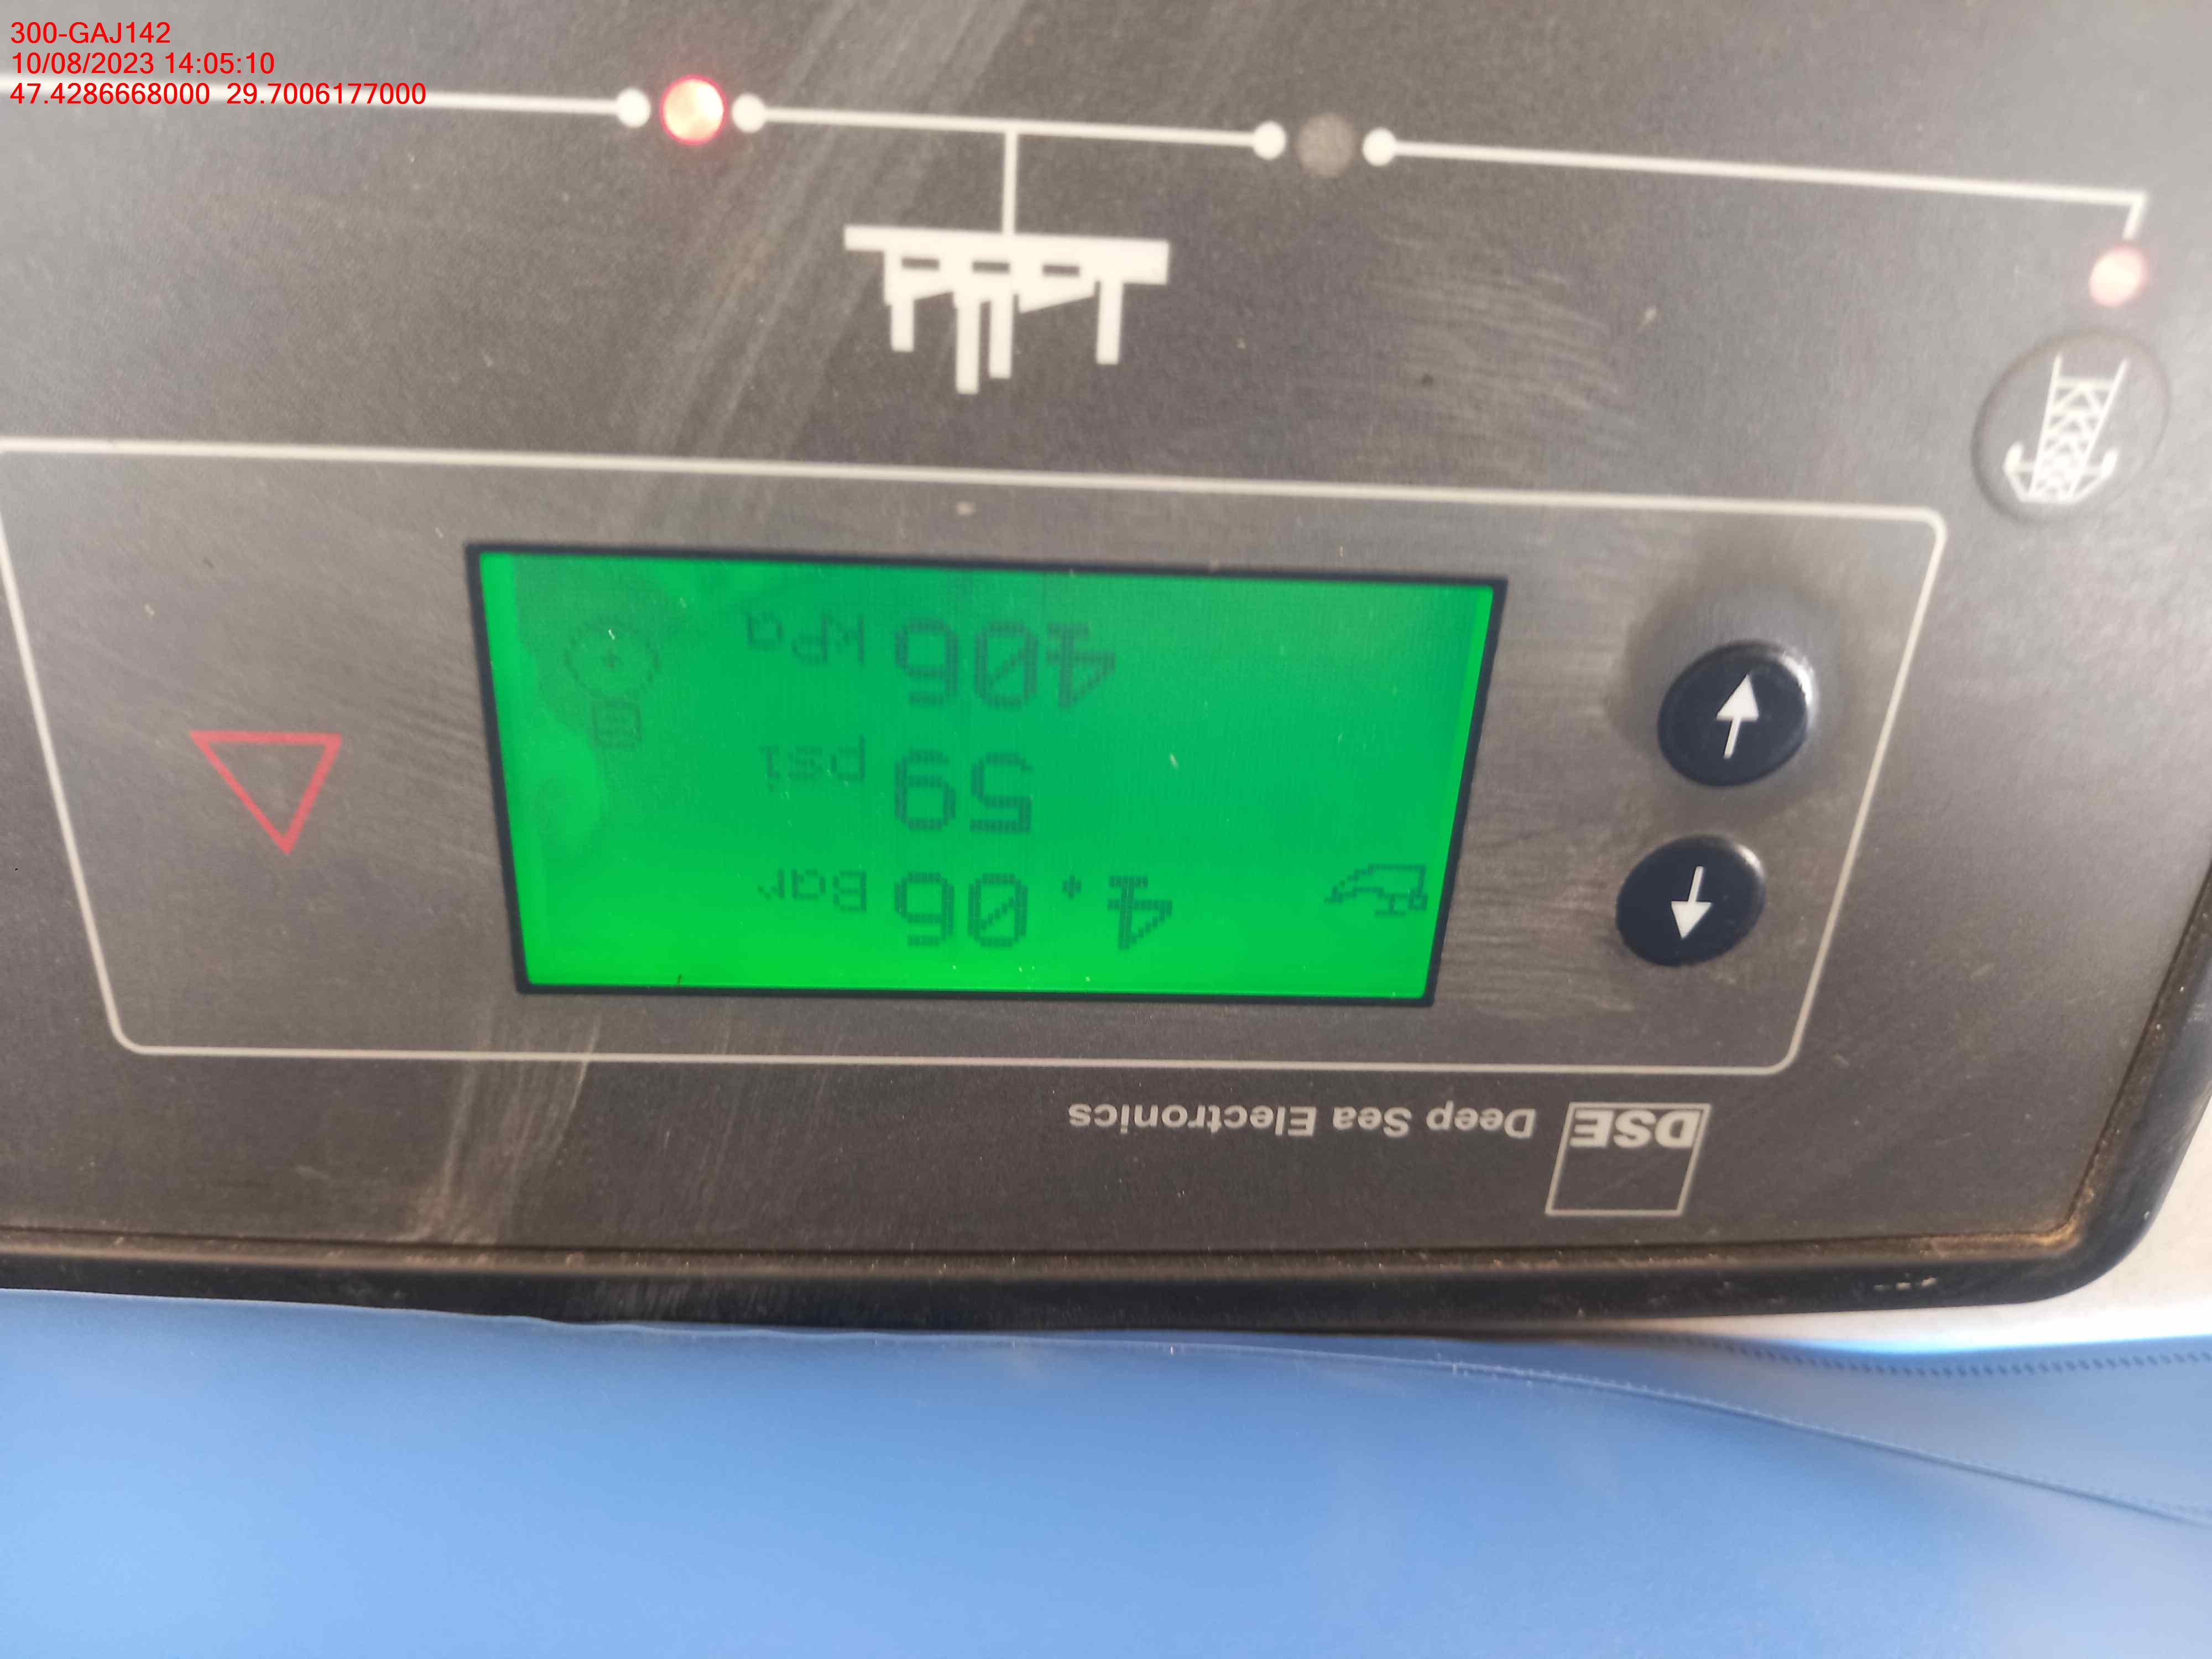 300-GAJ142
10/08/2023 14:05:10
47.4286668000 29.7006177000
DSE Deep Sea Electronics
4.06 Bar
59 psi
406 kPa